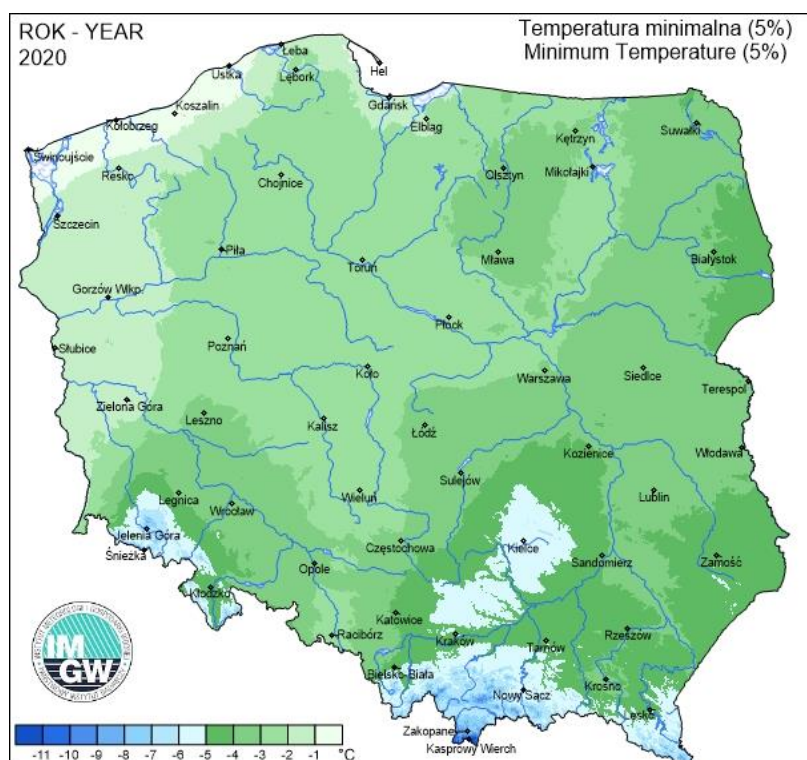 ROK - YEAR
2020
Temperatura minimalna (5%)
Minimum Temperature (5%)
Łeba
Ustka
Lębork
Hel
Koszalin
Gdańsk
Kołobrzeg
Elbląg
Kętrzyn
Suwałki
Świnoujście
Resko
Chojnice
Olsztyn
Mikołajki
Szczecin
Piła
Toruń
Mława
Białystok
Gorzów Wlkp.
Płock
Słubice
Poznań
Koło
Warszawa
Siedlce
Terespol
Zielona Góra
Leszno
Kalisz
Łódź
Kozienice
Włodawa
Sulejów
Legnica
Wrocław
Wieluń
Lublin
Jelenia Góra
Śnieżka
Częstochowa
Kielce
Opole
Sandomierz
Zamość
Kłodzko
Katowice
Racibórz
Kraków
Tarnów
Rzeszów
Bielsko-Biała
Nowy Sącz
Krosno
Lesko
Zakopane
Kasprowy Wierch
IM
GW
-11 -10 -9 -8 -7 -6 -5 -4 -3 -2 -1 °C